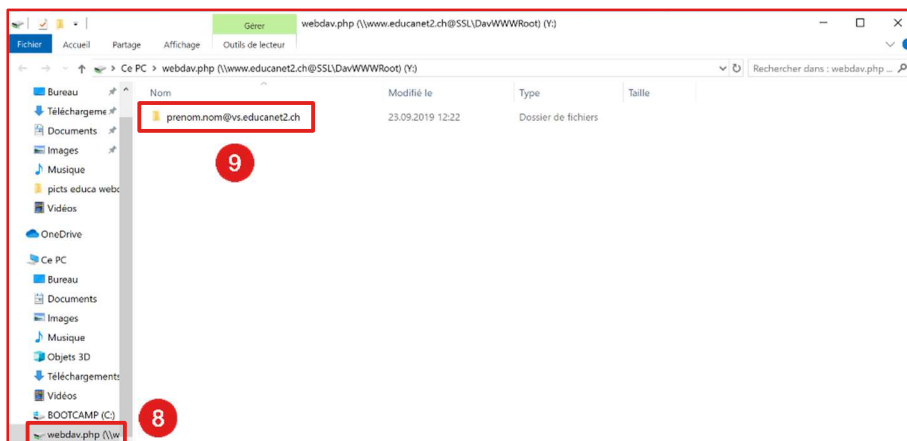 Gérer
webdav.php (\\www.educanet2.ch@SSL\DavWWWRoot) (Y:)
Fichier Accueil Partage Affichage Outils de lecteur
> Ce PC > webdav.php (\\www.educanet2.ch@SSL\DavWWWRoot) (Y:)
Rechercher dans : webdav.php ...
Nom Modifié le Type Taille
prenom.nom@vs.educanet2.ch 23.09.2019 12:22 Dossier de fichiers
9
Bureau
Téléchargeme
Documents
Images
Musique
picts educa webd
Vidéos
OneDrive
Ce PC
Bureau
Documents
Images
Musique
Objets 3D
Téléchargements
Vidéos
BOOTCAMP (C:)
webdav.php (\\w
8